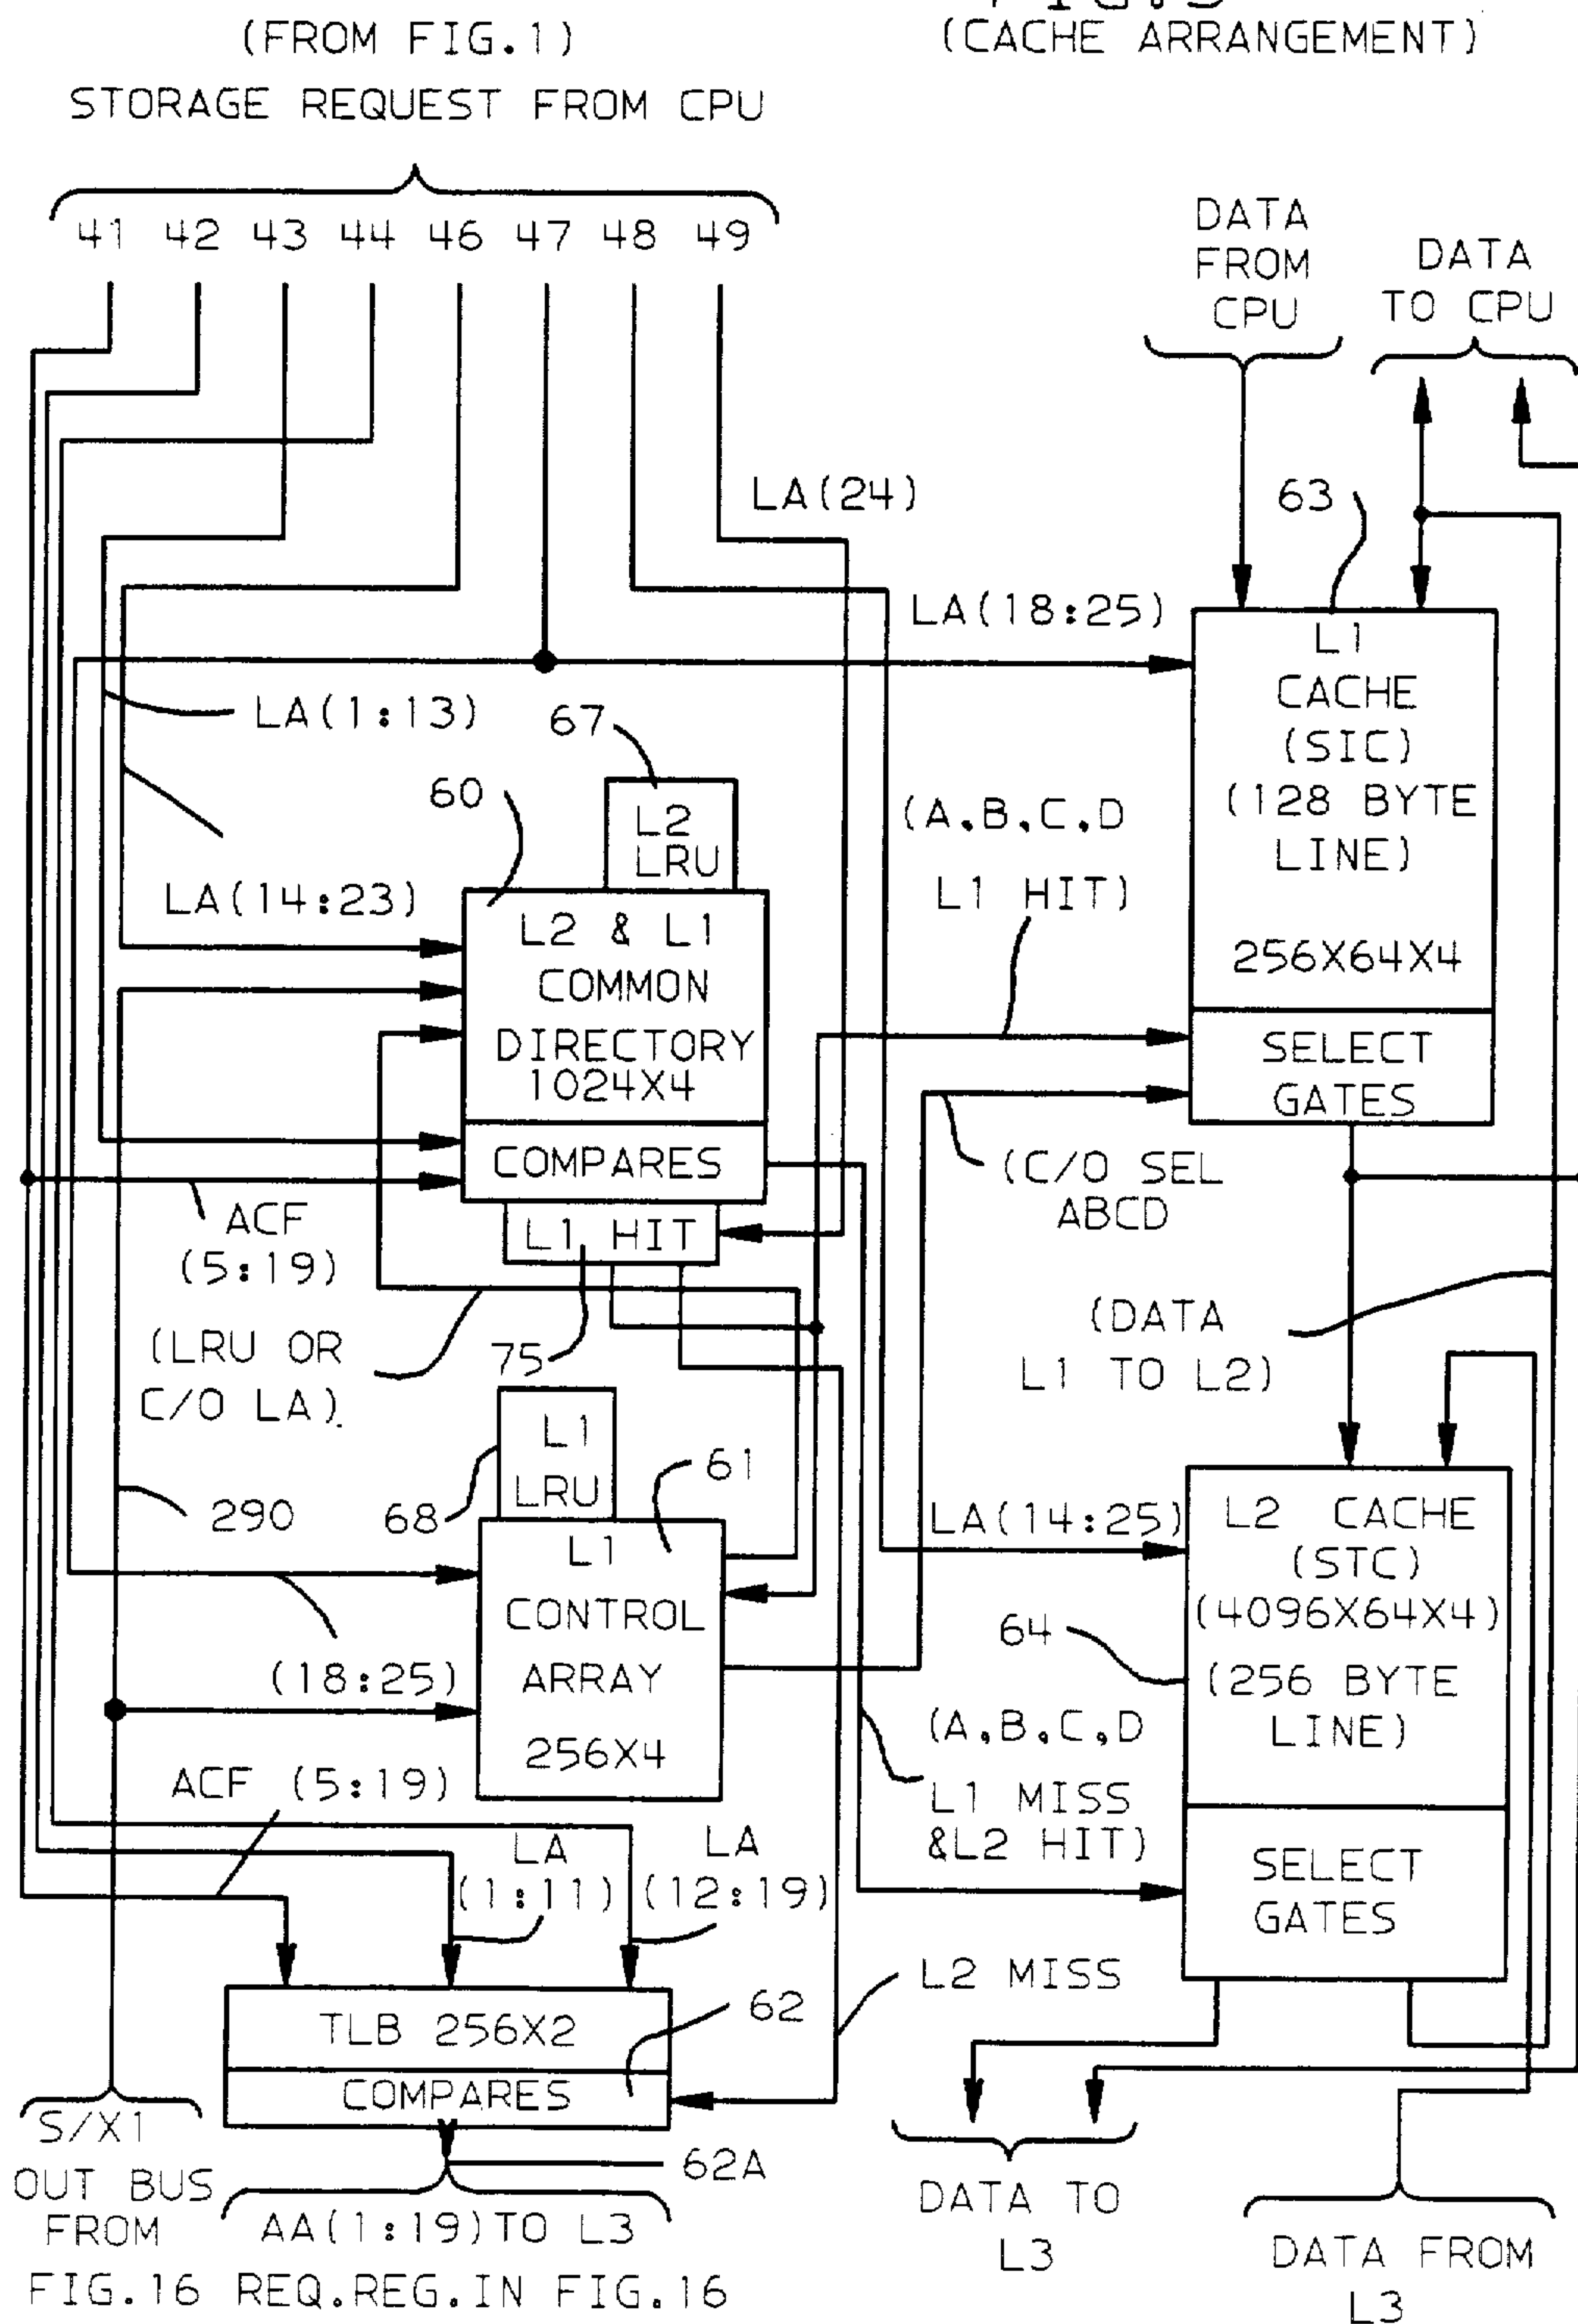 (FROM FIG.1)
(CACHE ARRANGEMENT)
STORAGE REQUEST FROM CPU
41 42 43 44 46 47 48 49
DATA
FROM
CPU
DATA
TO CPU
LA(24)
63
LA(18:25)
LA(1:13)
67
60
L2
LRU
LA(14:23)
L2 & L1
COMMON
DIRECTORY
1024X4
COMPARES
L1 HIT
L1
CACHE
(SIC)
(128 BYTE
LINE)
256X64X4
SELECT
GATES
(A.B.C.D
L1 HIT)
(C/O SEL
ABCD
ACF
(5:19)
(LRU OR
C/O LA)
75
(DATA
L1 TO L2)
L1
LRU
68
61
290
L1
CONTROL
ARRAY
256X4
(18:25)
LA(14:25)
L2 CACHE
(STC)
(4096X64X4)
(256 BYTE
LINE)
SELECT
GATES
64
(A,B,C,D
L1 MISS
&L2 HIT)
ACF (5:19)
LA
(1:11)
LA
(12:19)
L2 MISS
TLB 256X2
COMPARES
62
62A
S/X1
OUT BUS
FROM
FIG.16
AA(1:19)TO L3
REQ.REG.IN FIG.16
DATA TO
L3
DATA FROM
L3